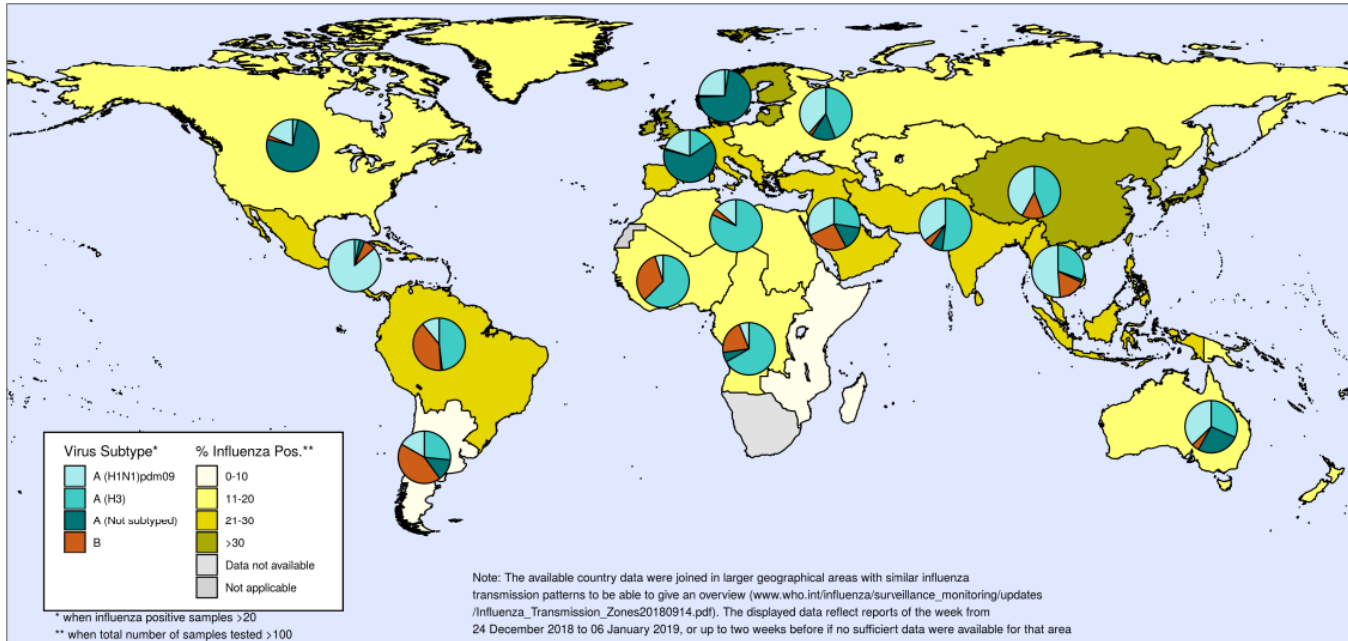 Virus Subtype*
A (H1N1)pdm09
A (H3)
A (Not subtyped)
B
% Influenza Pos.**
0-10
11-20
21-30
>30
Data not available
Not applicable
* when influenza positive samples >20
** when total number of samples tested >100
Note: The available country data were joined in larger geographical areas with similar influenza
transmission patterns to be able to give an overview (www.who.int/influenza/surveillance_monitoring/updates
/Influenza_Transmission_Zones20180914.pdf). The displayed data reflect reports of the week from
24 December 2018 to 06 January 2019, or up to two weeks before if no sufficiert data were available for that area